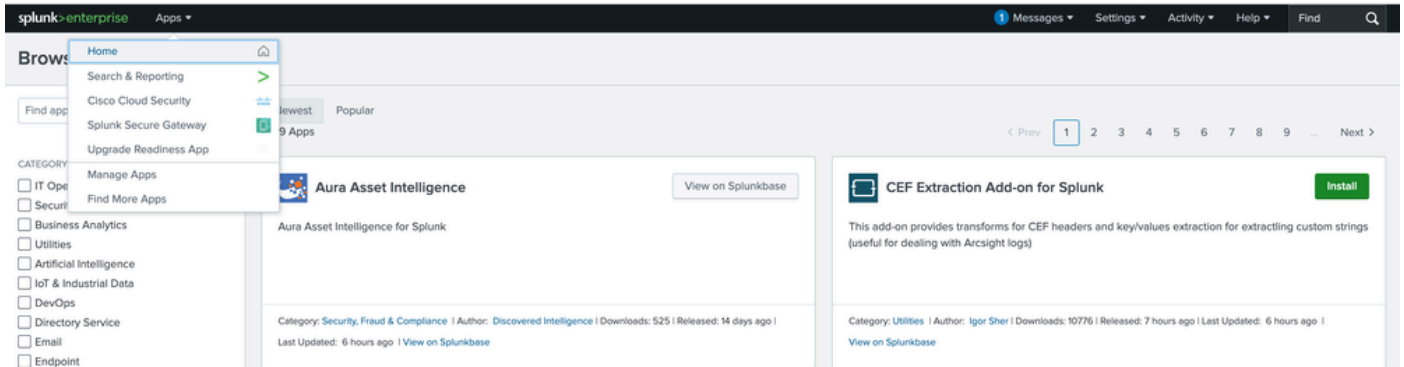 splunk>enterprise Apps ▾ 1 Messages ▾ Settings ▾ Activity ▾ Help ▾ Find
Brows
Home
Search & Reporting
Cisco Cloud Security
Splunk Secure Gateway
Upgrade Readiness App
Manage Apps
Find More Apps
Find app
ewest Popular
9 Apps
< Prev 1 2 3 4 5 6 7 8 9 ... Next >
CATEGORY
IT Ope
Securi
Business Analytics
Utilities
Artificial Intelligence
IoT & Industrial Data
DevOps
Directory Service
Email
Endpoint
Aura Asset Intelligence
View on Splunkbase
Aura Asset Intelligence for Splunk
Category: Security, Fraud & Compliance | Author: Discovered Intelligence | Downloads: 525 | Released: 14 days ago |
Last Updated: 6 hours ago | View on Splunkbase
CEF Extraction Add-on for Splunk
Install
This add-on provides transforms for CEF headers and key/values extraction for extractling custom strings
(useful for dealing with Arcsight logs)
Category: Utilities | Author: Igor Sher | Downloads: 10776 | Released: 7 hours ago | Last Updated: 6 hours ago |
View on Splunkbase